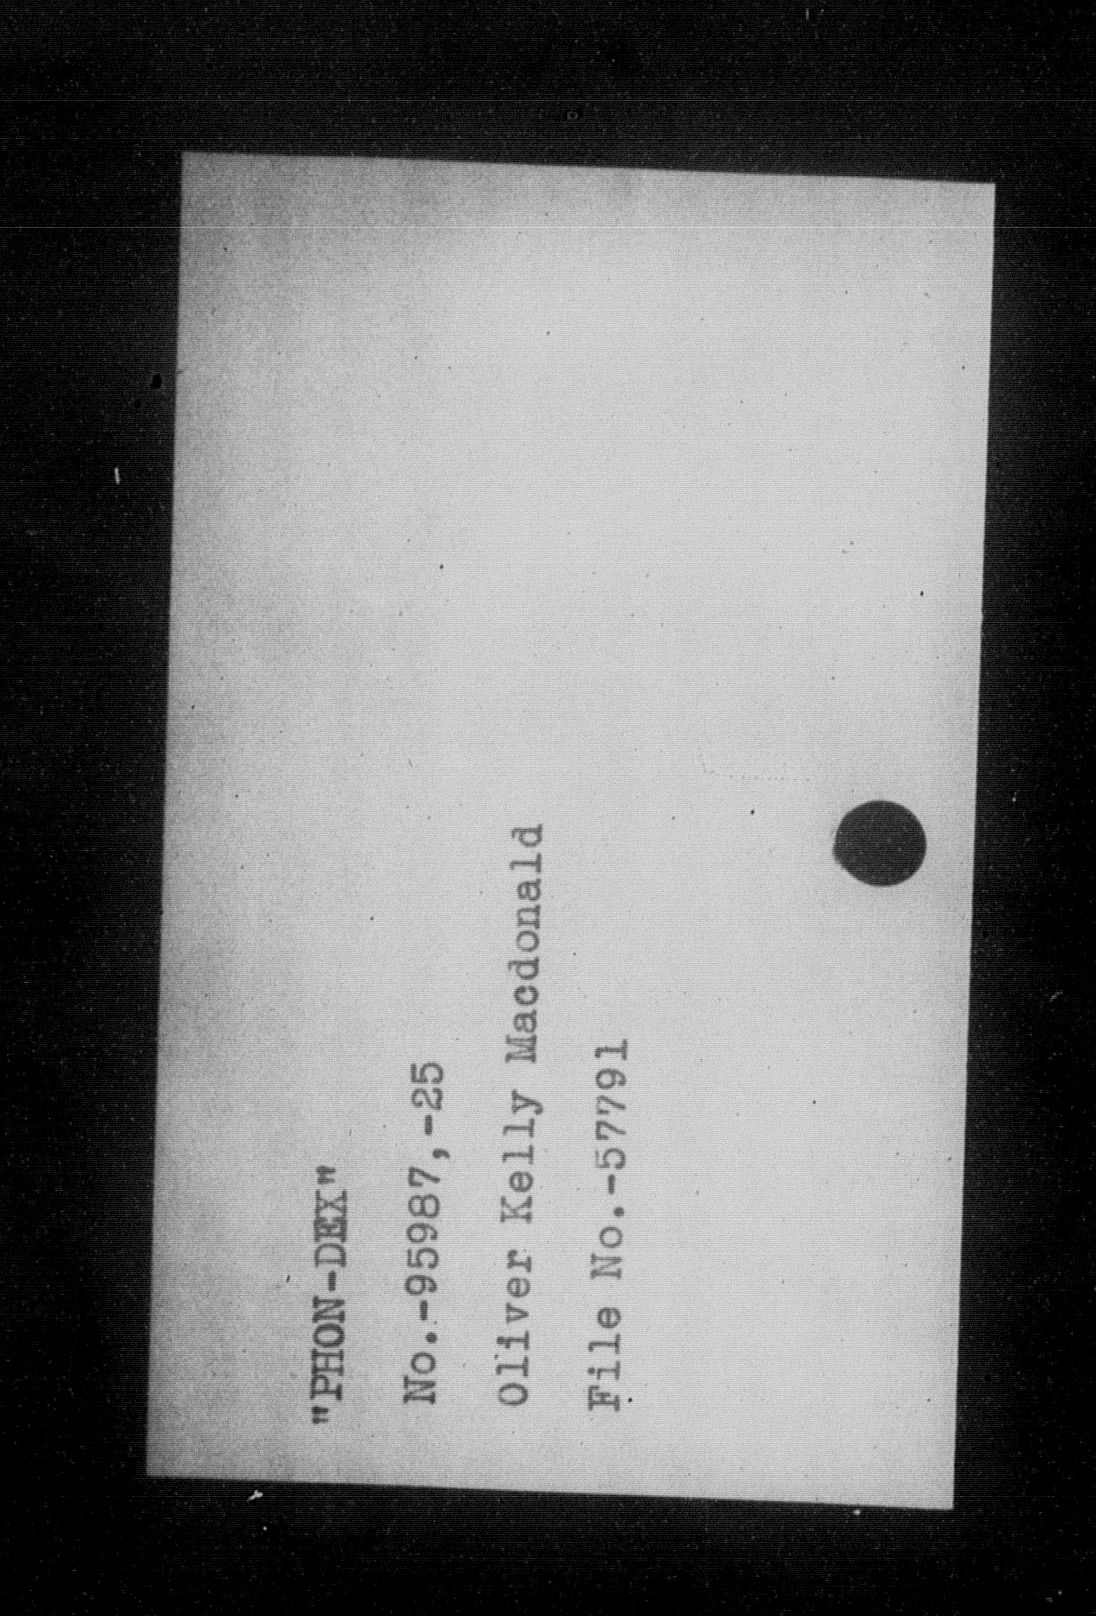 "PHON-DEX"
No.-95987,-25
Oliver Kelly Macdonald
File No.-57791